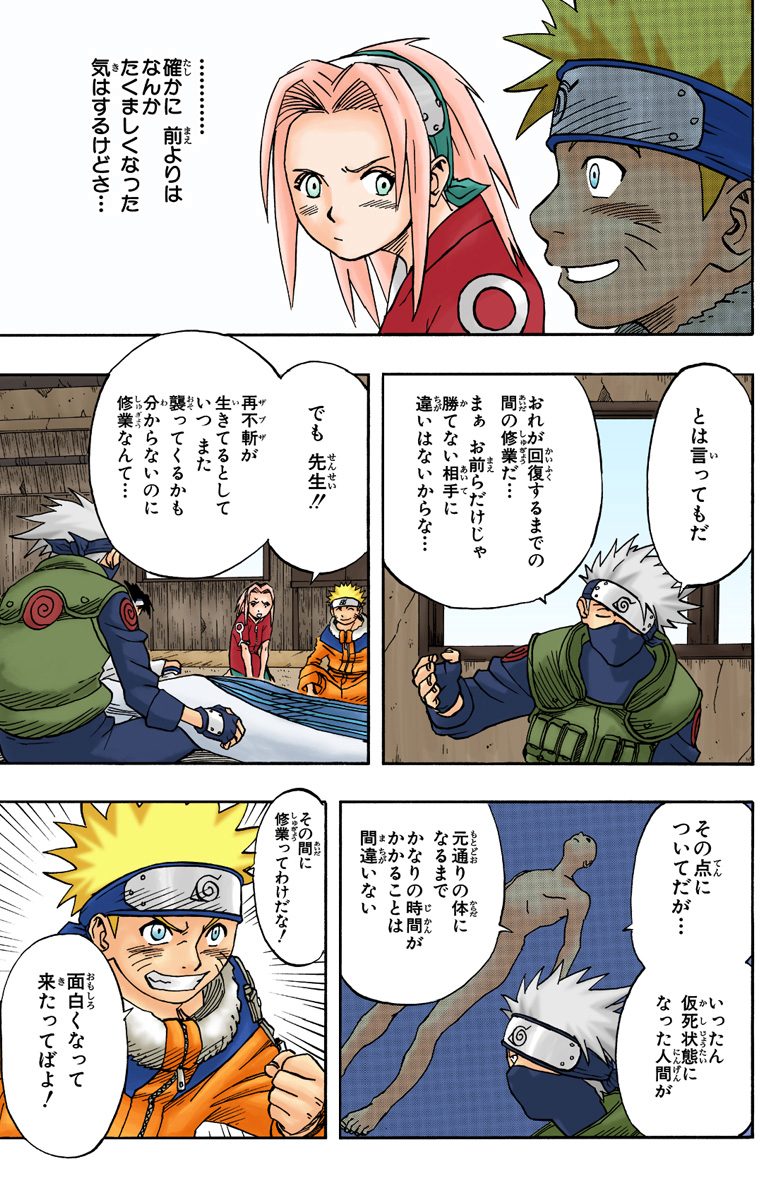 …………
確かに 前よりは
なんか
たくましくなった
気はするけどさ…
とは言ってもだ
おれが回復するまでの
間の修業だ…
まぁ お前らだけじゃ
勝てない相手に
違いはないからな…
でも 先生!!
再不斬が
生きてるとして
いつ また
襲ってくるかも
分からないのに
修業なんて…
その点に
ついてだが…
いったん
仮死状態に
なった人間が
元通りの体に
なるまで
かなりの時間が
かかることは
間違いない
その間に
修業ってわけだな!
面白くなって
来たってばよ!